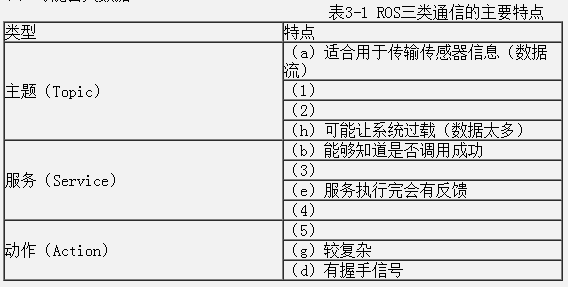 表3-1 ROS三类通信的主要特点
类型 特点
主题（Topic）
（a）适合用于传输传感器信息（数据
流）
（1）
（2）
（h）可能让系统过载（数据太多）
服务（Service）
（b）能够知道是否调用成功
（3）
（e）服务执行完会有反馈
（4）
动作（Action）
（5）
（g）较复杂
（d）有握手信号